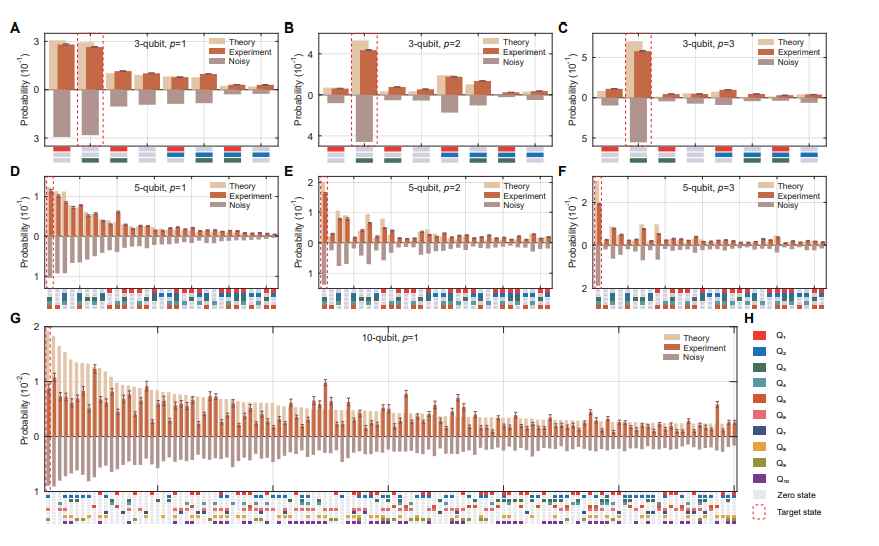 A
3-qubit, p=1
Theory
Experiment
Noisy
Probability (10⁻¹)
3
0
3
B
3-qubit, p=2
Theory
Experiment
Noisy
Probability (10⁻¹)
4
0
4
C
3-qubit, p=3
Theory
Experiment
Noisy
Probability (10⁻¹)
5
0
5
D
5-qubit, p=1
Theory
Experiment
Noisy
Probability (10⁻¹)
1
0
1
E
5-qubit, p=2
Theory
Experiment
Noisy
Probability (10⁻¹)
2
1
0
1
F
5-qubit, p=3
Theory
Experiment
Noisy
Probability (10⁻¹)
2
0
2
G
10-qubit, p=1
Theory
Experiment
Noisy
Probability (10⁻²)
2
1
0
1
H
Q₁
Q₂
Q₃
Q₄
Q₅
Q₆
Q₇
Q₈
Q₉
Q₁₀
Zero state
Target state